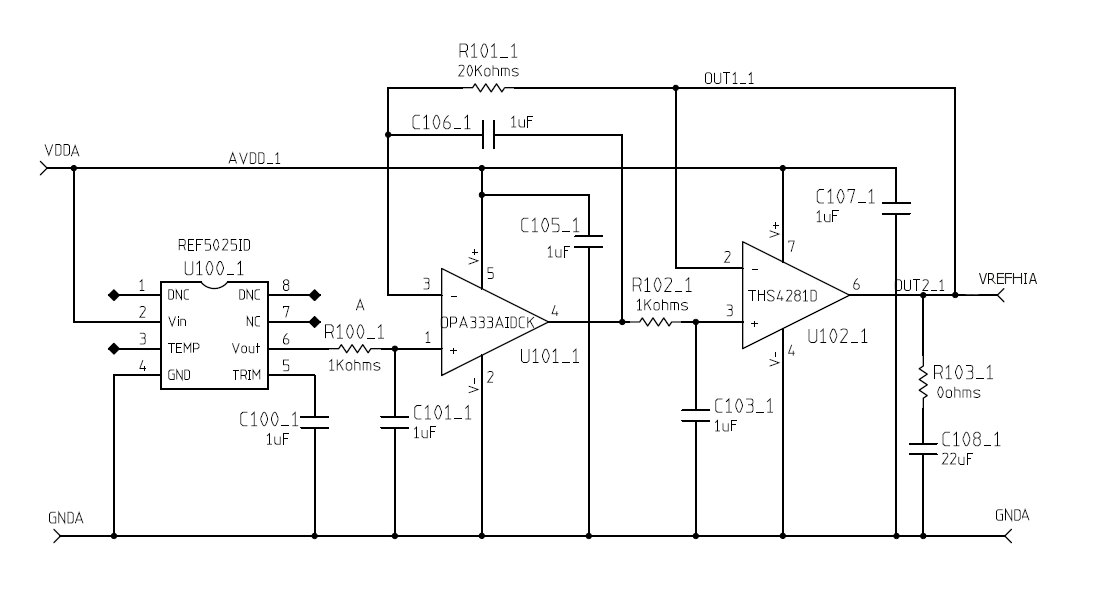 R101_1
20Kohms
OUT1_1
C106_1
1uF
VDDA
AVDD_1
C107_1
1uF
C105_1
1uF
V+
5
V+
7
REF5025ID
U100_1
1
DNC
DNC
8
2
Vin
NC
7
3
TEMP
Vout
6
4
GND
TRIM
5
A
R100_1
1Kohms
3
-
1
+
OPA333AIDCK
4
U101_1
V-
2
R102_1
1Kohms
2
-
3
+
THS4281D
6
U102_1
V-
4
OUT2_1
VREFHIA
R103_1
0ohms
C100_1
1uF
C101_1
1uF
C103_1
1uF
C108_1
22uF
GNDA
GNDA